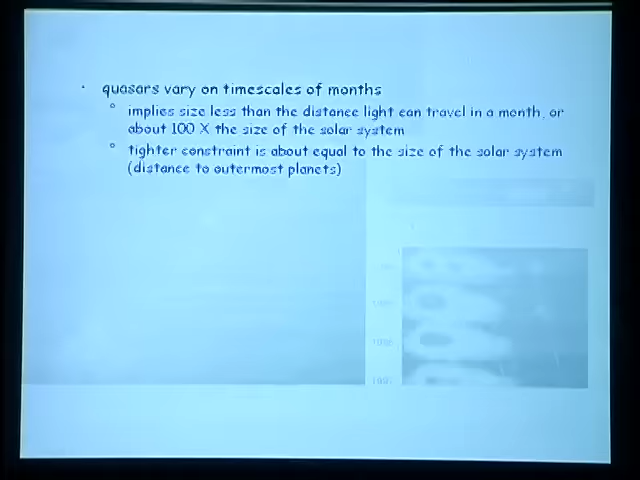 · quasars vary on timescales of months
° implies size less than the distance light can travel in a month, or
about 100 X the size of the solar system
° tighter constraint is about equal to the size of the solar system
(distance to outermost planets)